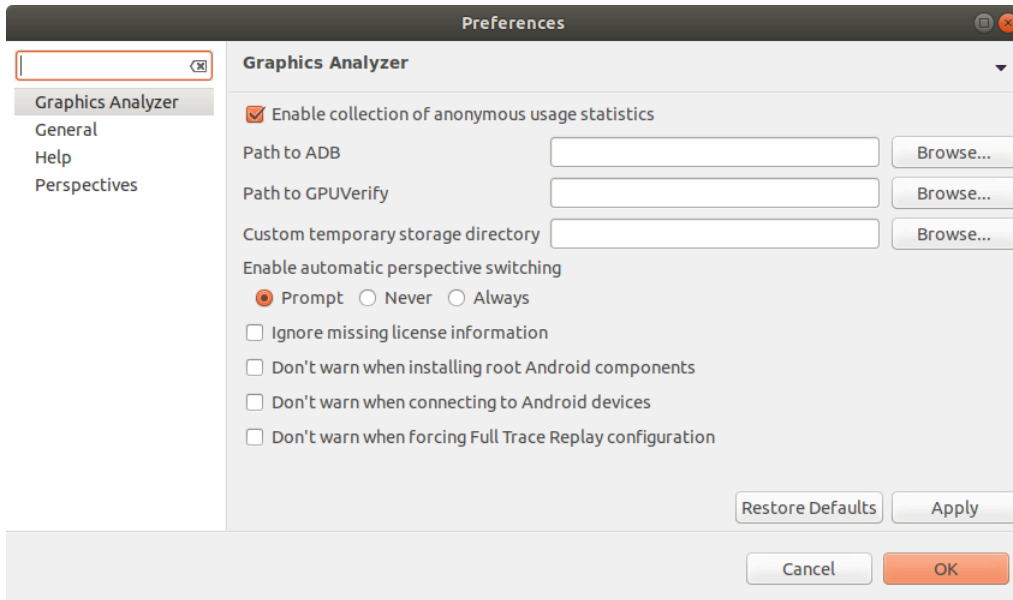 Preferences
Graphics Analyzer
General
Help
Perspectives
Graphics Analyzer
Enable collection of anonymous usage statistics
Path to ADB Browse...
Path to GPUVerify Browse...
Custom temporary storage directory Browse...
Enable automatic perspective switching
Prompt Never Always
Ignore missing license information
Don't warn when installing root Android components
Don't warn when connecting to Android devices
Don't warn when forcing Full Trace Replay configuration
Restore Defaults Apply
Cancel OK